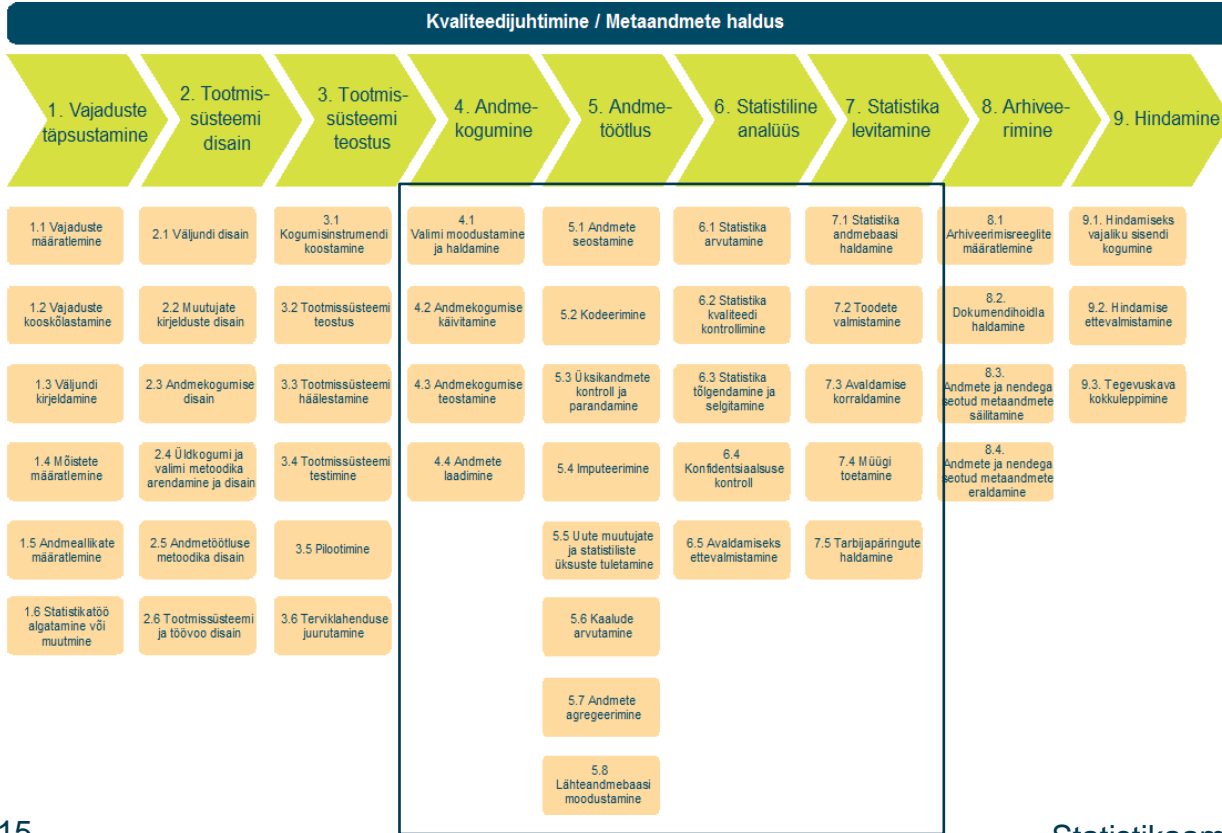 Kvaliteedijuhtimine / Metaandmete haldus
1. Vajaduste
täpsustamine
2. Tootmis-
süsteemi
disain
3. Tootmis-
süsteemi
teostus
4. Andme-
kogumine
5. Andme-
töötlus
6. Statistiline
analüüs
7. Statistika
levitamine
8. Arhivee-
rimine
9. Hindamine
1.1 Vajaduste
määratlemine
1.2 Vajaduste
kooskõlastamine
1.3 Väljundi
kirjeldamine
1.4 Mõistete
määratlemine
1.5 Andmeallikate
määratlemine
1.6 Statistikatöö
algatamine või
muutmine
2.1 Väljundi disain
2.2 Muutujate
kirjelduste disain
2.3 Andmekogumise
disain
2.4 Üldkogumi ja
valimi metoodika
arendamine ja disain
2.5 Andmetöötluse
metoodika disain
2.6 Tootmissüsteemi
ja töövoo disain
3.1
Kogumisinstrumendi
koostamine
3.2 Tootmissüsteemi
teostus
3.3 Tootmissüsteemi
häälestamine
3.4 Tootmissüsteemi
testimine
3.5 Pilootimine
3.6 Terviklahenduse
juurutamine
4.1
Valimi moodustamine
ja haldamine
4.2 Andmekogumise
käivitamine
4.3 Andmekogumise
teostamine
4.4 Andmete
laadimine
5.1 Andmete
seostamine
5.2 Kodeerimine
5.3 Üksikandmete
kontroll ja
parandamine
5.4 Imputeerimine
5.5 Uute muutujate
ja statistiliste
üksuste tuletamine
5.6 Kaalude
arvutamine
5.7 Andmete
agregeerimine
5.8
Lähteandmebaasi
moodustamine
6.1 Statistika
arvutamine
6.2 Statistika
kvaliteedi
kontrollimine
6.3 Statistika
tõlgendamine ja
selgitamine
6.4
Konfidentsiaalsuse
kontroll
6.5 Avaldamiseks
ettevalmistamine
7.1 Statistika
andmebaasi
haldamine
7.2 Toodete
valmistamine
7.3 Avaldamise
korraldamine
7.4 Müügi
toetamine
7.5 Tarbijapäringute
haldamine
8.1
Arhiveerimisreeglite
määratlemine
8.2.
Dokumendihoidla
haldamine
8.3.
Andmete ja nendega
seotud metaandmete
säilitamine
8.4.
Andmete ja nendega
seotud metaandmete
eraldamine
9.1. Hindamiseks
vajaliku sisendi
kogumine
9.2. Hindamise
ettevalmistamine
9.3. Tegevuskava
kokkuleppimine